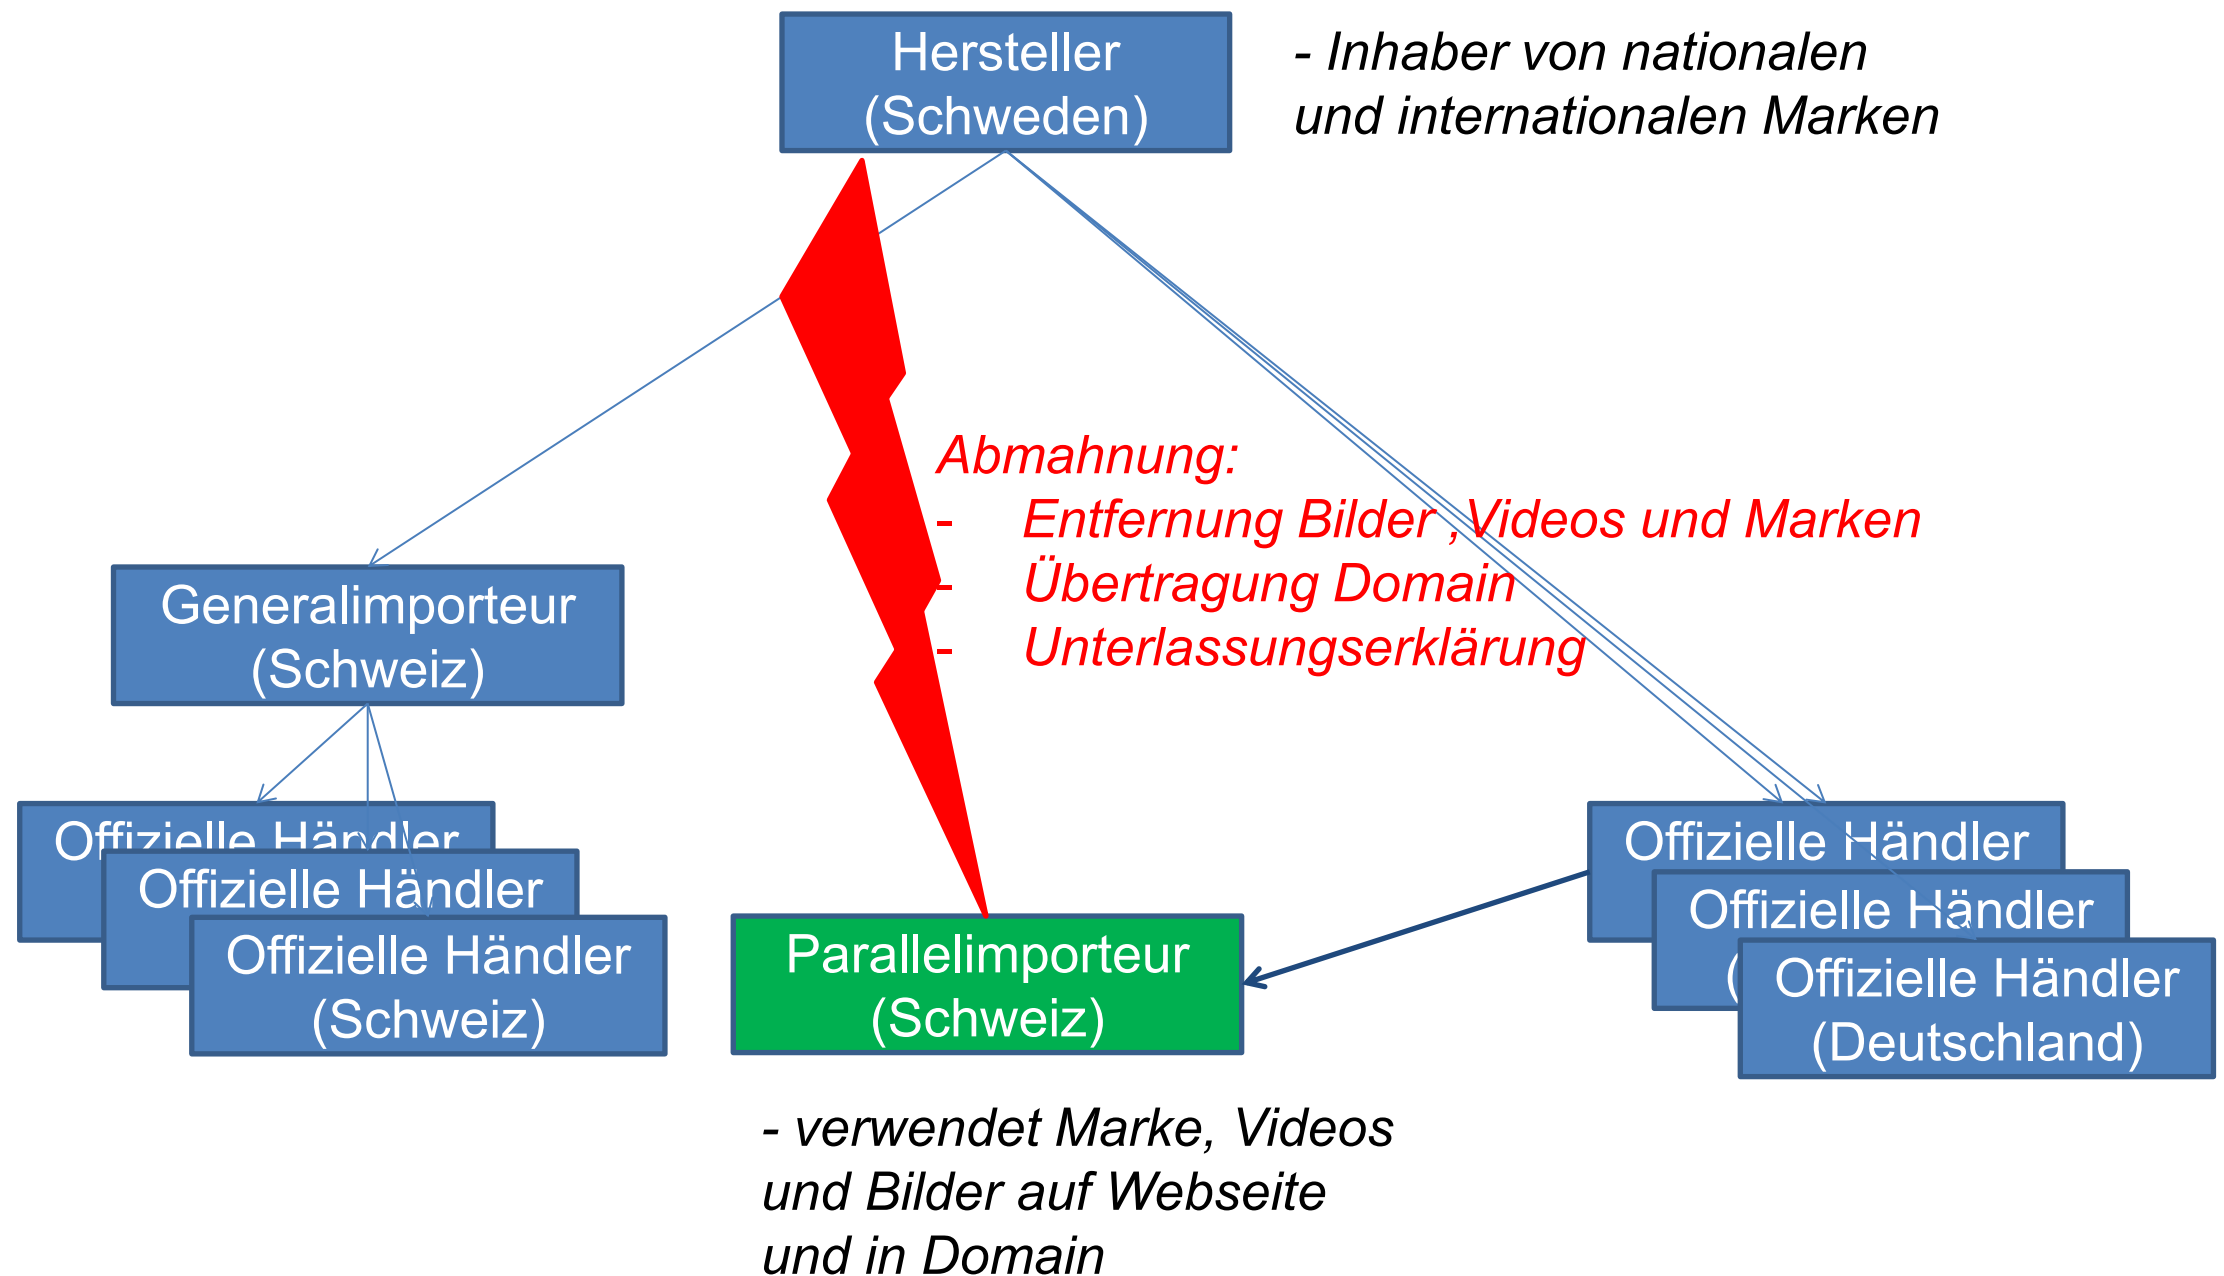 Hersteller
(Schweden)
- Inhaber von nationalen
und internationalen Marken
Abmahnung:
- Entfernung Bilder ,Videos und Marken
- Übertragung Domain
- Unterlassungserklärung
Generalimporteur
(Schweiz)
Offizielle Händler
Offizielle Händler
Offizielle Händler
(Schweiz)
Parallelimporteur
(Schweiz)
Offizielle Händler
Offizielle Händler
(
Offizielle Händler
(Deutschland)
- verwendet Marke, Videos
und Bilder auf Webseite
und in Domain